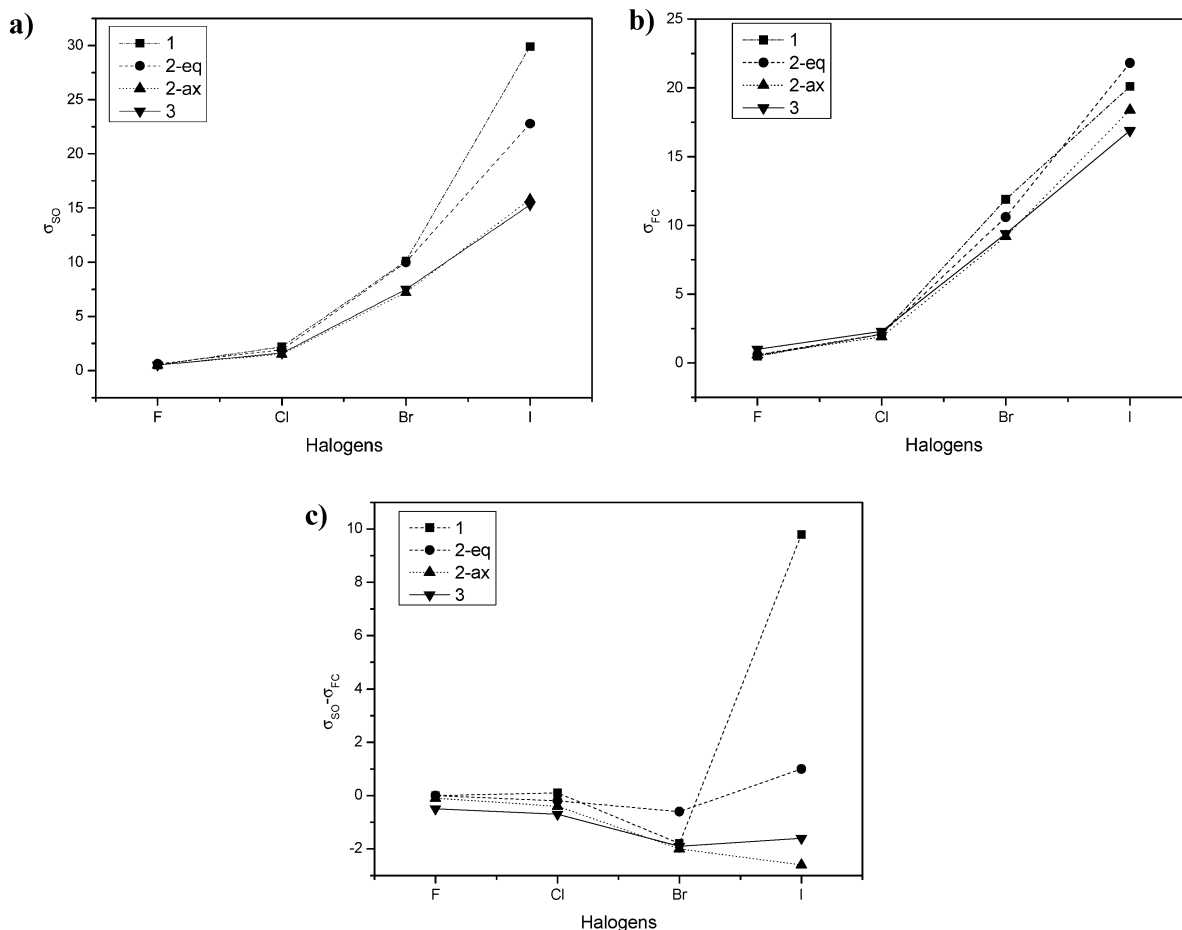 a)
1
2-eq
2-ax
3
30
25
20
15
10
5
0
σSO
F Cl Br I
Halogens
b)
1
2-eq
2-ax
3
25
20
15
10
5
0
σFC
F Cl Br I
Halogens
c)
1
2-eq
2-ax
3
10
8
6
4
2
0
-2
σSO-σFC
F Cl Br I
Halogens